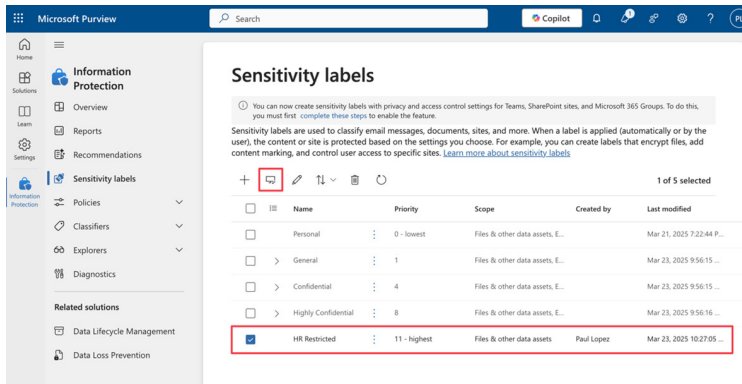 Microsoft Purview
Search
Copilot
1
?
PL
Home
Solutions
Learn
Settings
Information
Protection
Information
Protection
Overview
Reports
Recommendations
Sensitivity labels
Policies
Classifiers
Explorers
Diagnostics
Related solutions
Data Lifecycle Management
Data Loss Prevention
Sensitivity labels
You can now create sensitivity labels with privacy and access control settings for Teams, SharePoint sites, and Microsoft 365 Groups. To do this,
you must first complete these steps to enable the feature.
Sensitivity labels are used to classify email messages, documents, sites, and more. When a label is applied (automatically or by the
user), the content or site is protected based on the settings you choose. For example, you can create labels that encrypt files, add
content marking, and control user access to specific sites. Learn more about sensitivity labels
1 of 5 selected
Name Priority Scope Created by Last modified
Personal 0 - lowest Files & other data assets, E... Mar 21, 2025 7:22:44 P...
General 1 Files & other data assets, E... Mar 23, 2025 9:56:15 ...
Confidential 4 Files & other data assets, E... Mar 23, 2025 9:56:15 ...
Highly Confidential 8 Files & other data assets, E... Mar 23, 2025 9:56:16 ...
HR Restricted 11 - highest Files & other data assets Paul Lopez Mar 23, 2025 10:27:05 ...